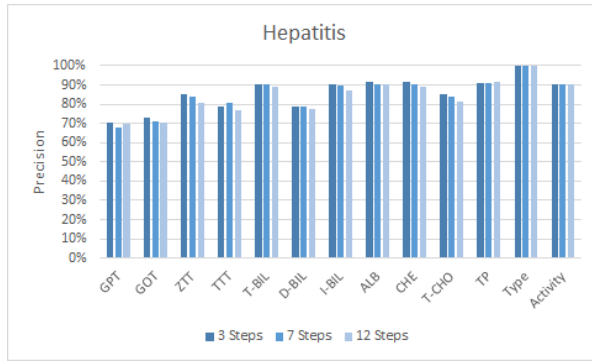 Hepatitis
100%
90%
80%
70%
60%
50%
40%
30%
20%
10%
0%
Precision
GPT GOT ZTT TTT T-BIL D-BIL I-BIL ALB CHE T-CHO TP Type Activity
3 Steps 7 Steps 12 Steps